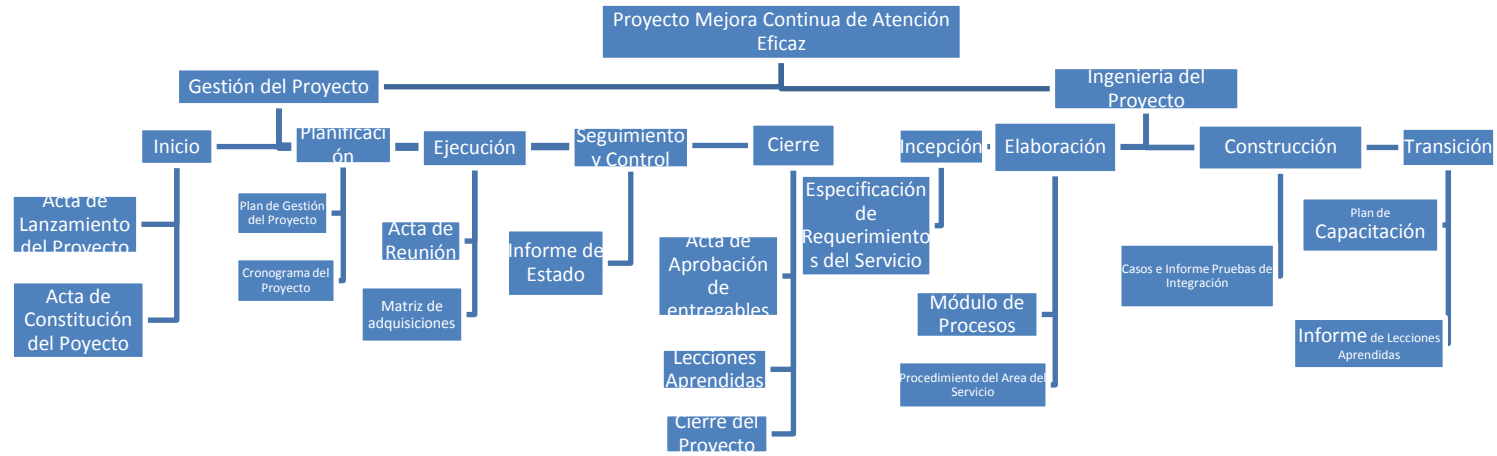 Proyecto Mejora Continua de Atención
Eficaz
Gestión del Proyecto
Ingenieria del
Proyecto
Inicio
Planificaci
ón
Ejecución
Seguimiento
y Control
Cierre
Incepción
Elaboración
Construcción
Transición
Acta de
Lanzamiento
del Proyecto
Acta de
Constitución
del Poyecto
Plan de Gestión
del Proyecto
Cronograma del
Proyecto
Acta de
Reunión
Matriz de
adquisiciones
Informe de
Estado
Acta de
Aprobación
de
entregables
Lecciones
Aprendidas
Cierre del
Proyecto
Especificación
de
Requerimiento
s del Servicio
Módulo de
Procesos
Procedimiento del Area del
Servicio
Casos e Informe Pruebas de
Integración
Plan de
Capacitación
Informe de Lecciones
Aprendidas